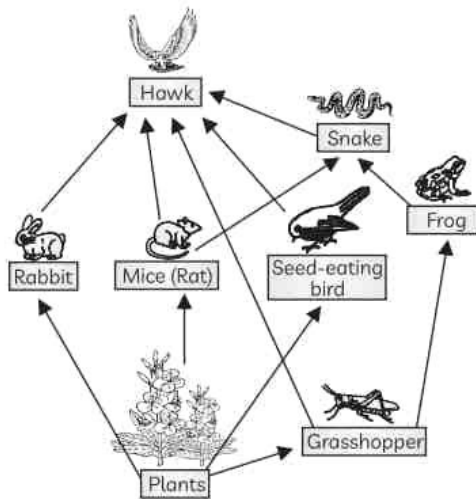 Hawk
Snake
Frog
Rabbit
Mice (Rat)
Seed-eating
bird
Grasshopper
Plants